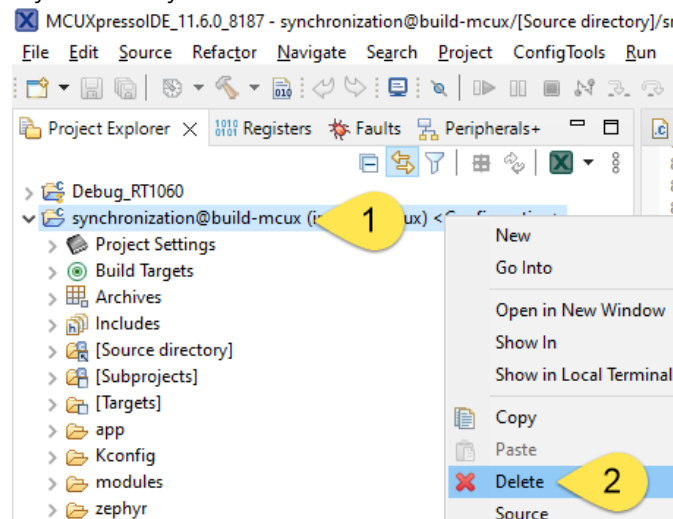 MCUXpressoIDE_11.6.0_8187 - synchronization@build-mcux/[Source directory]/s
File Edit Source Refactor Navigate Search Project ConfigTools Run
Project Explorer Registers Faults Peripherals+
Debug_RT1060
synchronization@build-mcux (i ux) <
1
Project Settings
Build Targets
Archives
Includes
[Source directory]
[Subprojects]
[Targets]
app
Kconfig
modules
zephyr
New
Go Into
Open in New Window
Show In
Show in Local Terminal
Copy
Paste
Delete
2
Source